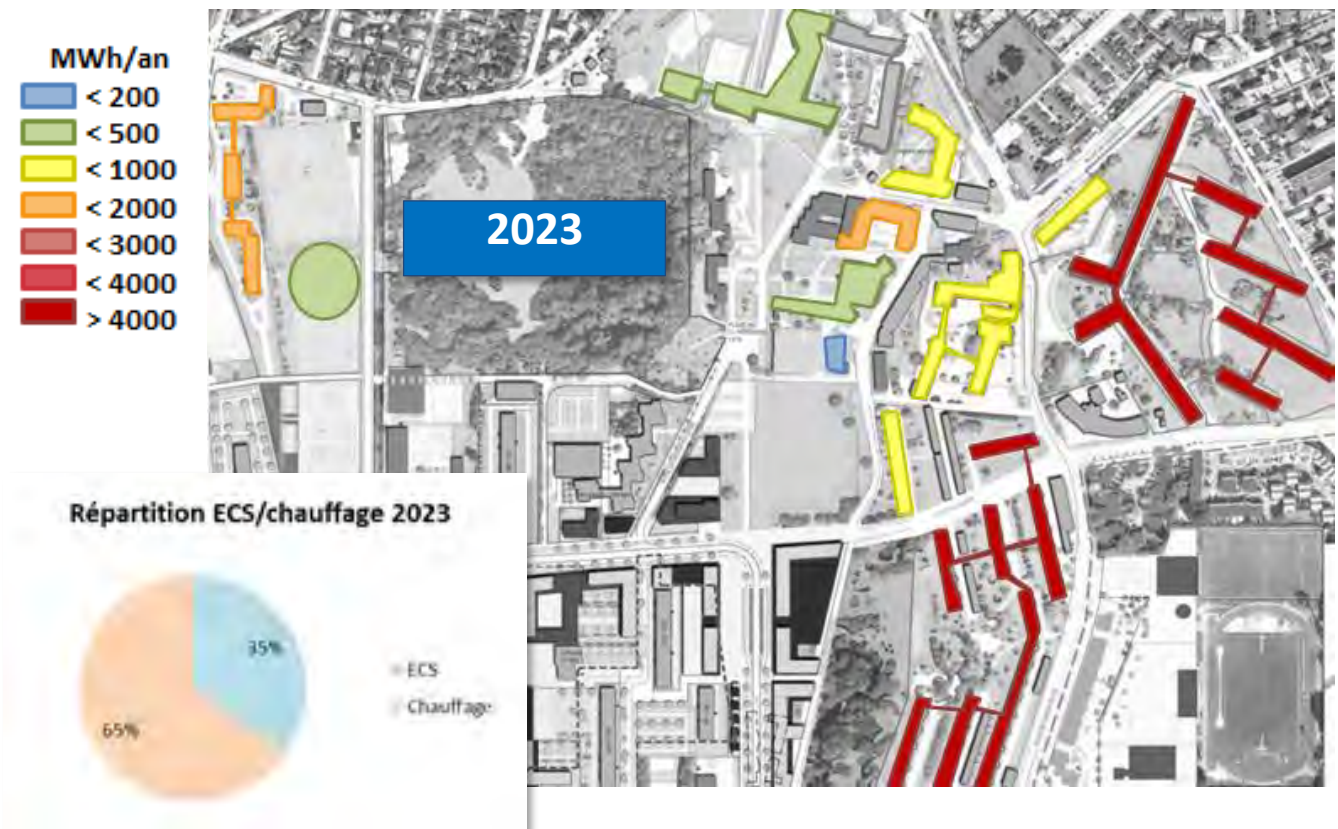 MWh/an
< 200
< 500
< 1000
< 2000
< 3000
< 4000
> 4000
2023
Répartition ECS/chauffage 2023
35%
65%
ECS
Chauffage